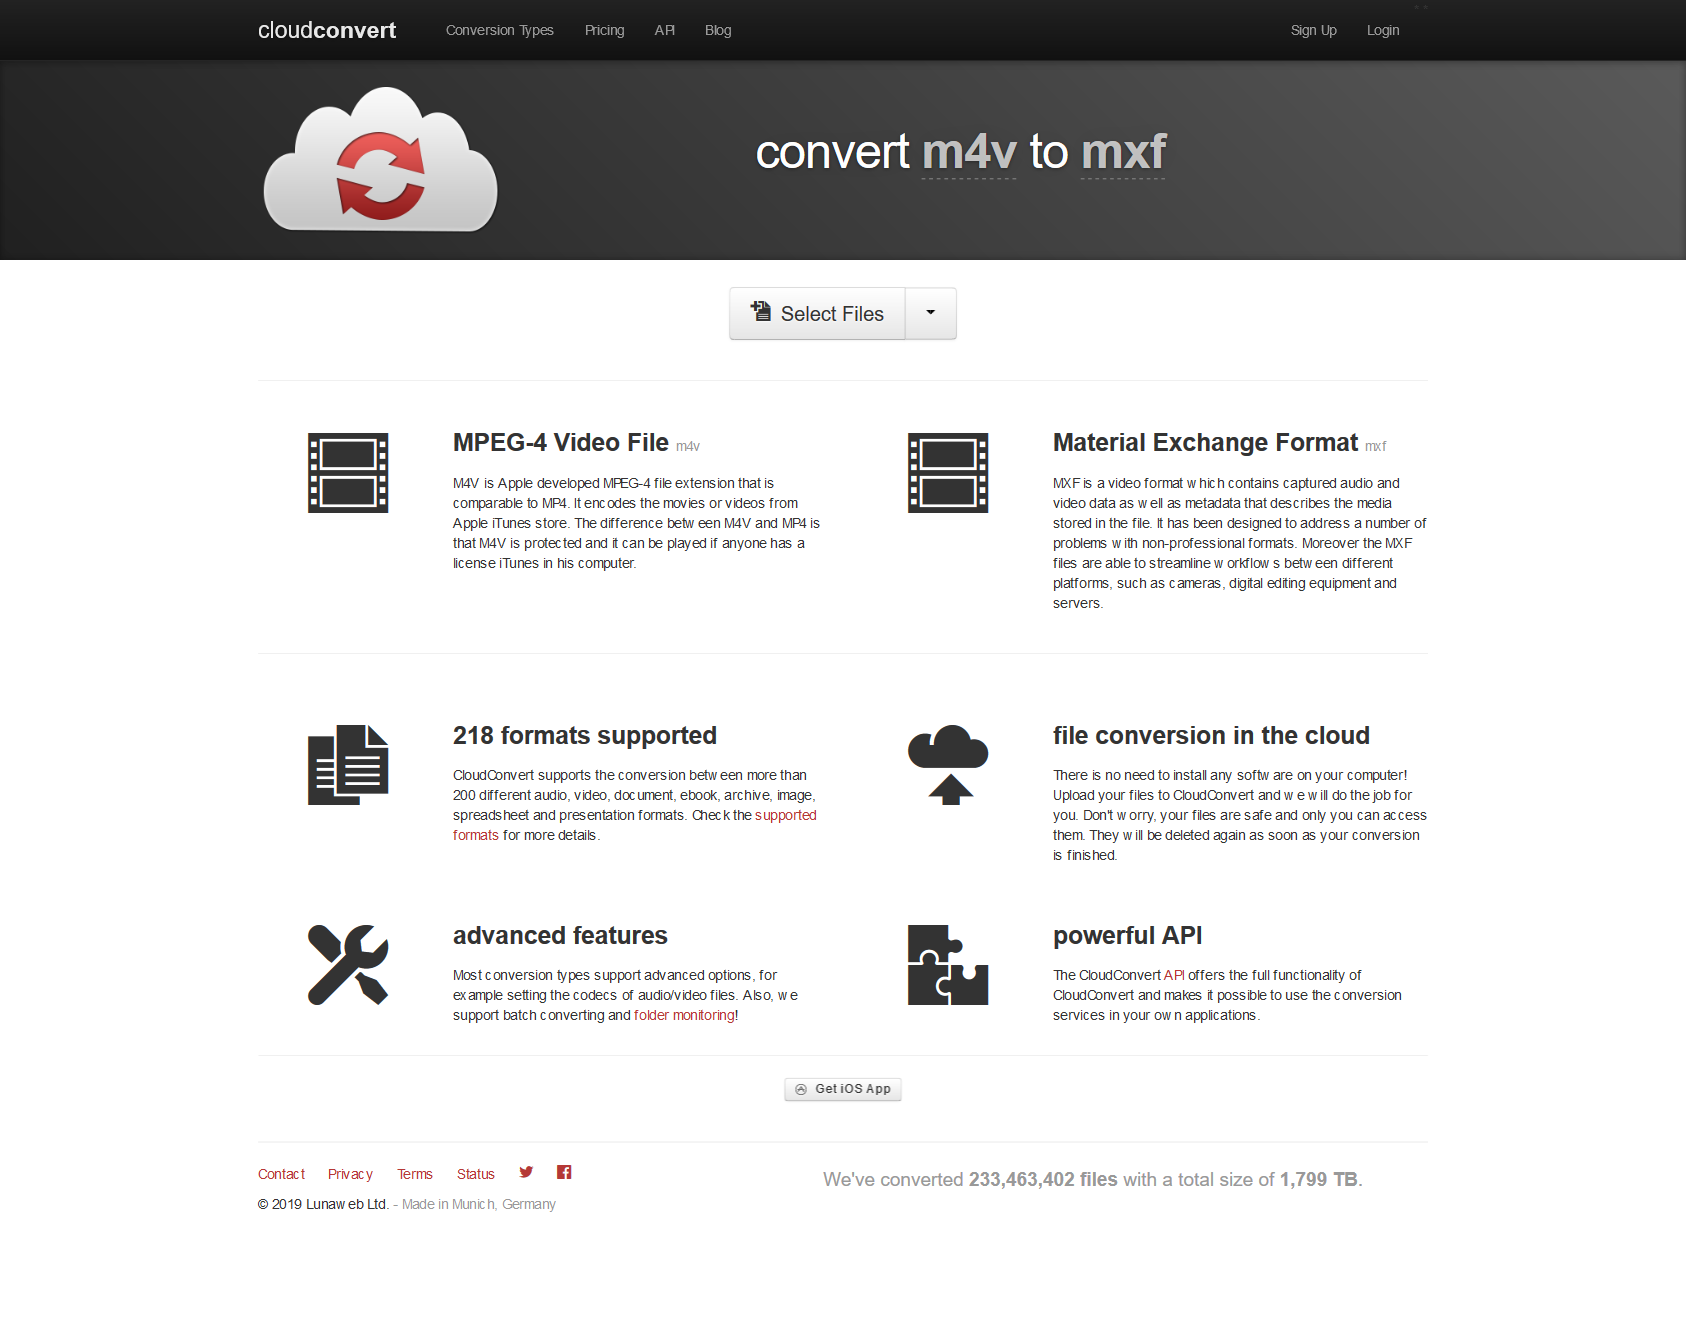 cloudconvert Conversion Types Pricing API Blog Sign Up Login
convert m4v to mxf
Select Files
MPEG-4 Video File m4v
M4V is Apple developed MPEG-4 file extension that is
comparable to MP4. It encodes the movies or videos from
Apple iTunes store. The difference between M4V and MP4 is
that M4V is protected and it can be played if anyone has a
license iTunes in his computer.
Material Exchange Format mxf
MXF is a video format which contains captured audio and
video data as well as metadata that describes the media
stored in the file. It has been designed to address a number of
problems with non-professional formats. Moreover the MXF
files are able to streamline workflows between different
platforms, such as cameras, digital editing equipment and
servers.
218 formats supported
CloudConvert supports the conversion between more than
200 different audio, video, document, ebook, archive, image,
spreadsheet and presentation formats. Check the supported
formats for more details.
file conversion in the cloud
There is no need to install any software on your computer!
Upload your files to CloudConvert and we will do the job for
you. Don't worry, your files are safe and only you can access
them. They will be deleted again as soon as your conversion
is finished.
advanced features
Most conversion types support advanced options, for
example setting the codecs of audio/video files. Also, we
support batch converting and folder monitoring!
powerful API
The CloudConvert API offers the full functionality of
CloudConvert and makes it possible to use the conversion
services in your own applications.
Get iOS App
Contact Privacy Terms Status
© 2019 Lunaweb Ltd. - Made in Munich, Germany
We've converted 233,463,402 files with a total size of 1,799 TB.